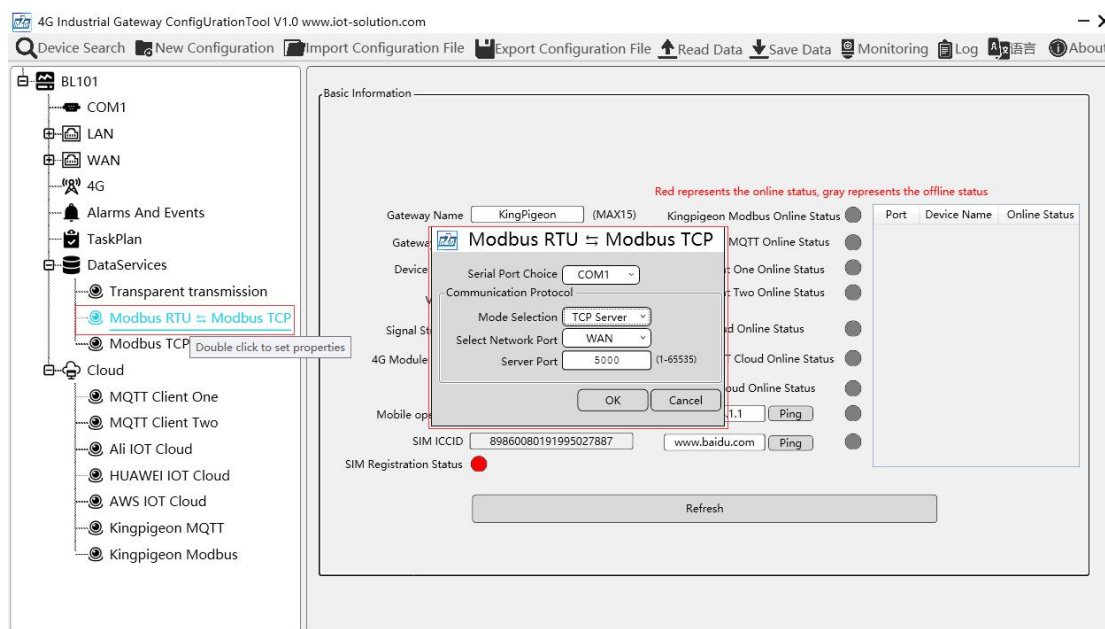 4G Industrial Gateway ConfigUrationTool V1.0 www.iot-solution.com
Device Search New Configuration Import Configuration File Export Configuration File Read Data Save Data Monitoring Log 语言 About
BL101
COM1
LAN
WAN
4G
Alarms And Events
TaskPlan
DataServices
Transparent transmission
Modbus RTU ⇆ Modbus TCP
Modbus TCP
Double click to set properties
Cloud
MQTT Client One
MQTT Client Two
Ali IOT Cloud
HUAWEI IOT Cloud
AWS IOT Cloud
Kingpigeon MQTT
Kingpigeon Modbus
Basic Information
Red represents the online status, gray represents the offline status
Gateway Name KingPigeon (MAX15) Kingpigeon Modbus Online Status
MQTT Online Status
Device
One Online Status
Two Online Status
Signal
Online Status
4G Module
Cloud Online Status
Online Status
Mobile
.1.1 Ping
SIM ICCID 89860080191995027887 www.baidu.com Ping
SIM Registration Status
Refresh
Port Device Name Online Status
Modbus RTU ⇆ Modbus TCP
Serial Port Choice COM1
Communication Protocol
Mode Selection TCP Server
Select Network Port WAN
Server Port 5000 (1-65535)
OK Cancel